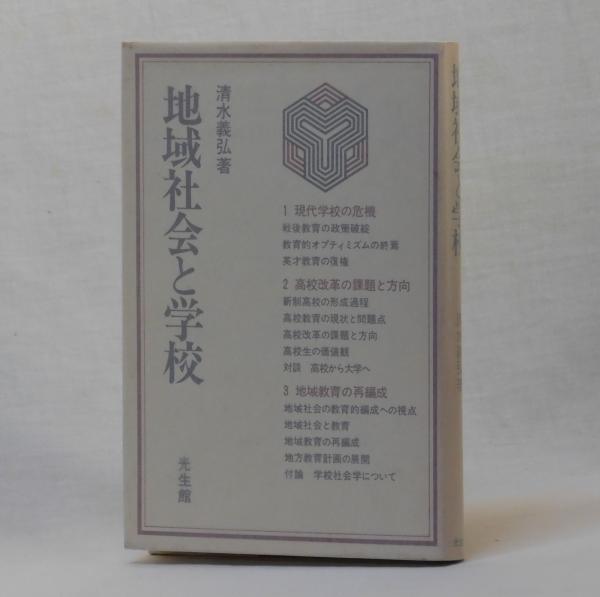 地域社会と学校
清水義弘著
1 現代学校の危機
戦後教育の政策破綻
教育的オプティミズムの終焉
英才教育の復権
2 高校改革の課題と方向
新制高校の形成過程
高校教育の現状と問題点
高校改革の課題と方向
高校生の価値観
対談 高校から大学へ
3 地域教育の再編成
地域社会の教育的編成への視点
地域社会と教育
地域教育の再編成
地方教育計画の展開
付論 学校社会学について
光生館
地域社会と学校